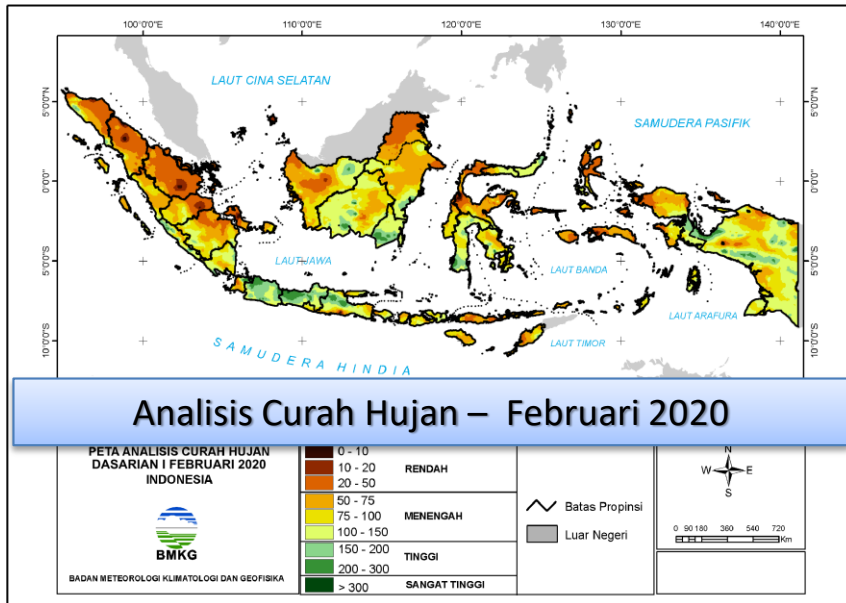 100°0'0"E 110°0'0"E 120°0'0"E 130°0'0"E 140°0'0"E
LAUT CINA SELATAN
5°0'0"N 5°0'0"N
SAMUDERA PASIFIK
0°0'0" 0°0'0"
5°0'0"S 5°0'0"S
LAUT JAWA
LAUT BANDA
LAUT ARAFURA
10°0'0"S 10°0'0"S
LAUT TIMOR
SAMUDERA HINDIA
Analisis Curah Hujan – Februari 2020
PETA ANALISIS CURAH HUJAN
DASARIAN I FEBRUARI 2020
INDONESIA
BMKG
BADAN METEOROLOGI KLIMATOLOGI DAN GEOFISIKA
0 - 10
10 - 20
RENDAH
20 - 50
50 - 75
75 - 100
MENENGAH
100 - 150
150 - 200
TINGGI
200 - 300
> 300
SANGAT TINGGI
Batas Propinsi
Luar Negeri
N
W E
S
0 90 180 360 540 720
Km